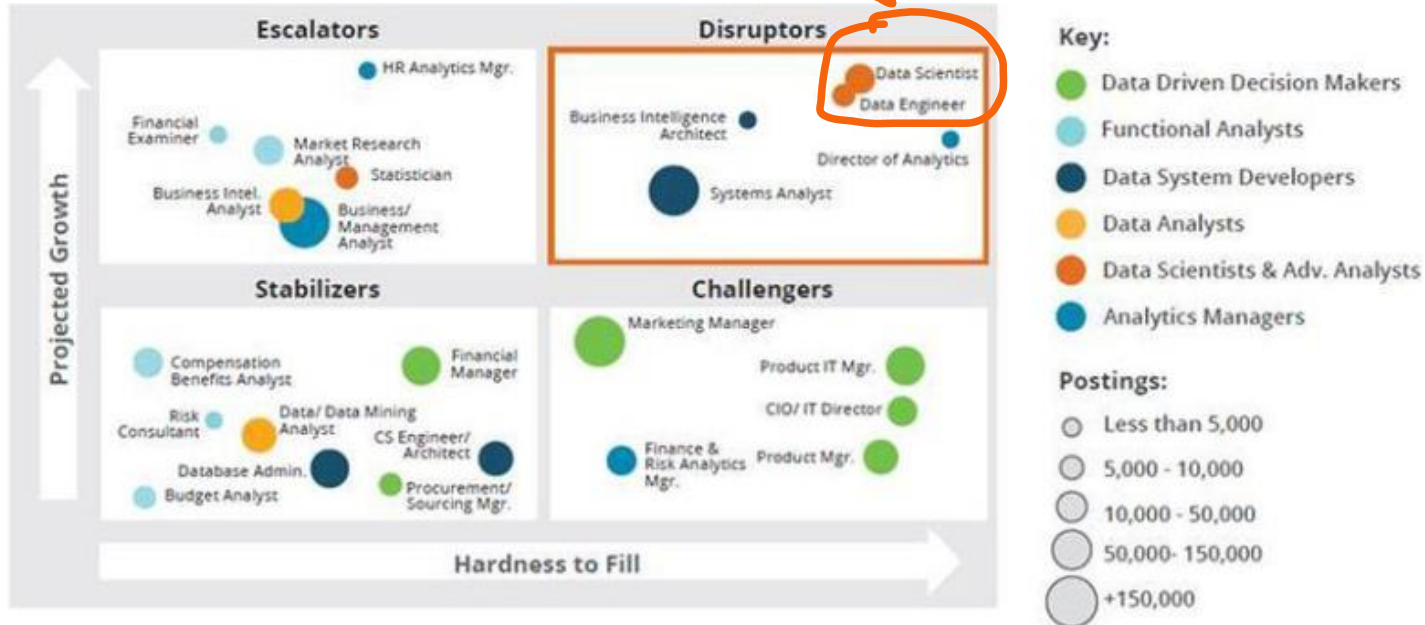 Escalators
Disruptors
HR Analytics Mgr.
Financial
Examiner
Market Research
Analyst
Statistician
Business Intel.
Analyst
Business/
Management
Analyst
Data Scientist
Data Engineer
Business Intelligence
Architect
Director of Analytics
Systems Analyst
Projected Growth
Stabilizers
Challengers
Compensation
Benefits Analyst
Financial
Manager
Risk
Consultant
Data/ Data Mining
Analyst
CS Engineer/
Architect
Database Admin.
Budget Analyst
Procurement/
Sourcing Mgr.
Marketing Manager
Product IT Mgr.
CIO/ IT Director
Finance &
Risk Analytics
Mgr.
Product Mgr.
Hardness to Fill
Key:
Data Driven Decision Makers
Functional Analysts
Data System Developers
Data Analysts
Data Scientists & Adv. Analysts
Analytics Managers
Postings:
Less than 5,000
5,000 - 10,000
10,000 - 50,000
50,000- 150,000
+150,000